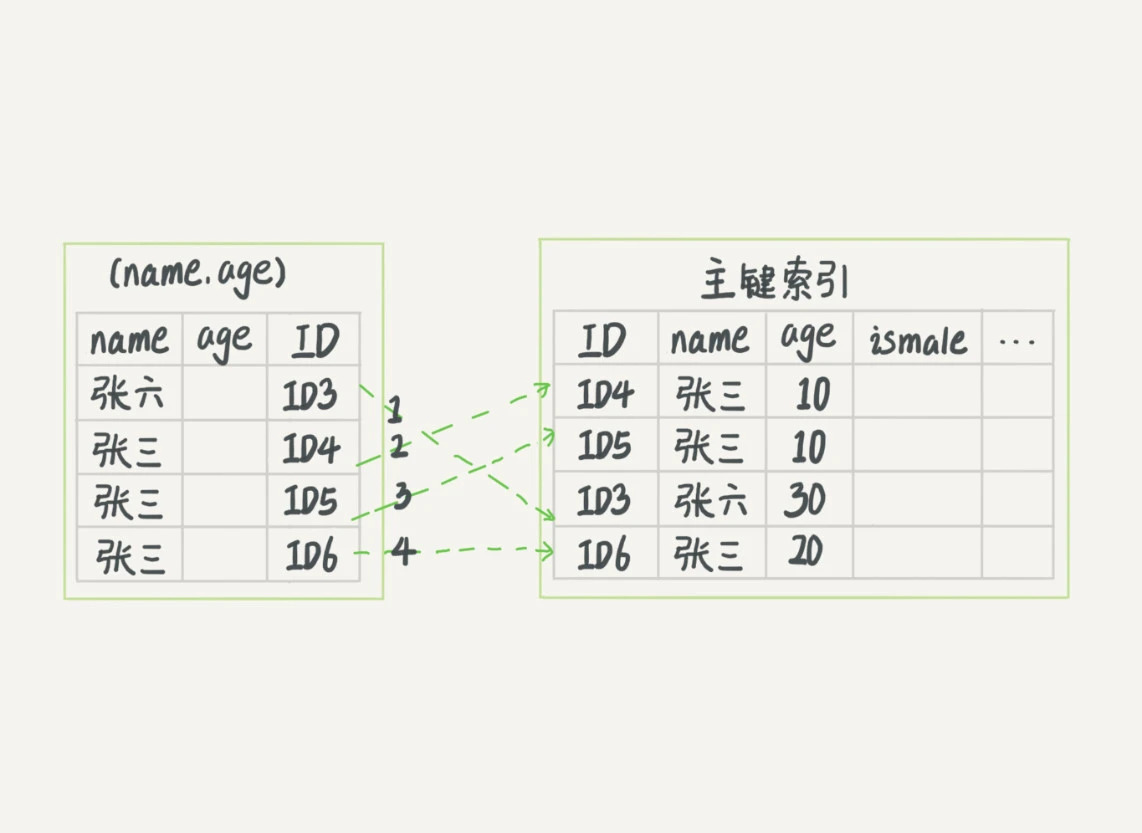 (name.age)
name age ID
张六 ID3
张三 ID4
张三 ID5
张三 ID6
1
2
3
4
主键索引
ID name age ismale ...
ID4 张三 10
ID5 张三 10
ID3 张六 30
ID6 张三 20